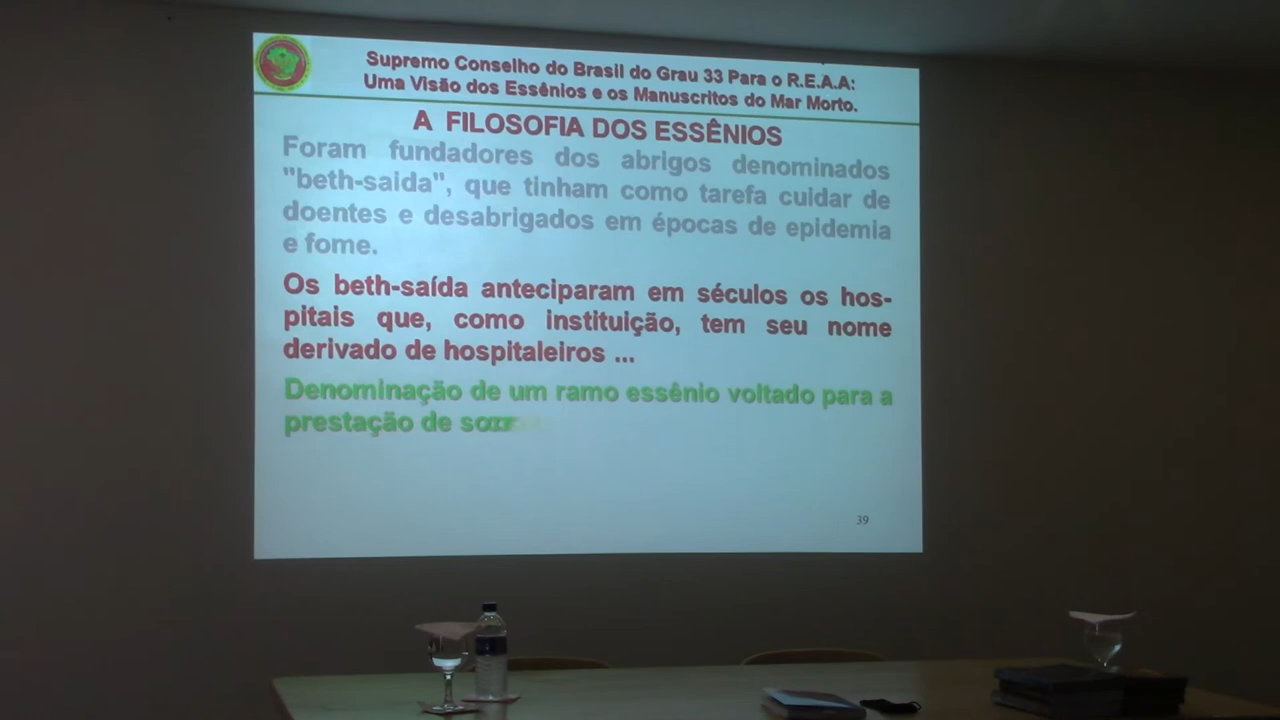 Supremo Conselho do Brasil do Grau 33 Para o R.E.A.A:
Uma Visão dos Essênios e os Manuscritos do Mar Morto.
A FILOSOFIA DOS ESSÊNIOS
Foram fundadores dos abrigos denominados
"beth-saida", que tinham como tarefa cuidar de
doentes e desabrigados em épocas de epidemia
e fome.
Os beth-saída anteciparam em séculos os hos-
pitais que, como instituição, tem seu nome
derivado de hospitaleiros ...
Denominação de um ramo essênio voltado para a
prestação de
39